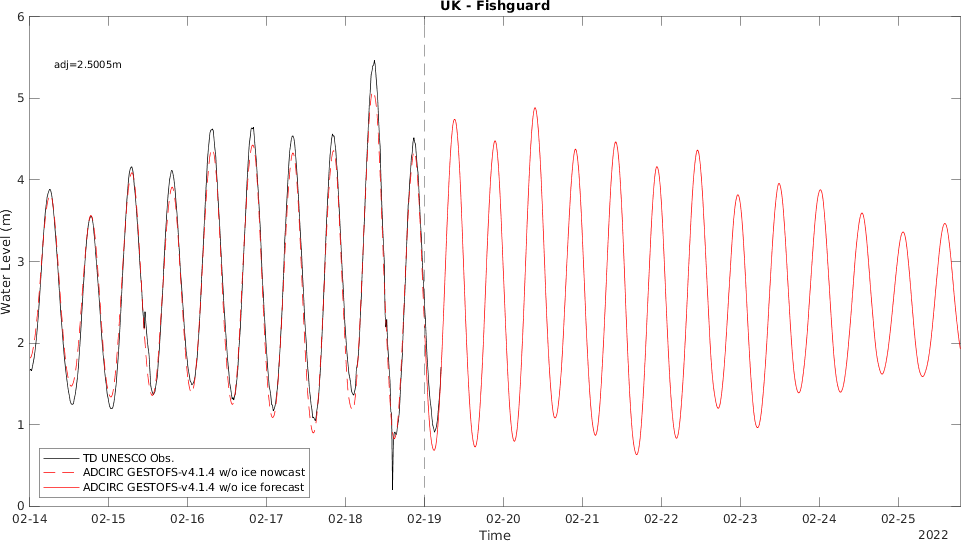 UK - Fishguard
6
adj=2.5005m
5
4
3
Water Level (m)
2
1
TD UNESCO Obs.
ADCIRC GESTOFS-v4.1.4 w/o ice nowcast
ADCIRC GESTOFS-v4.1.4 w/o ice forecast
0
02-14 02-15 02-16 02-17 02-18 02-19 02-20 02-21 02-22 02-23 02-24 02-25
Time
2022